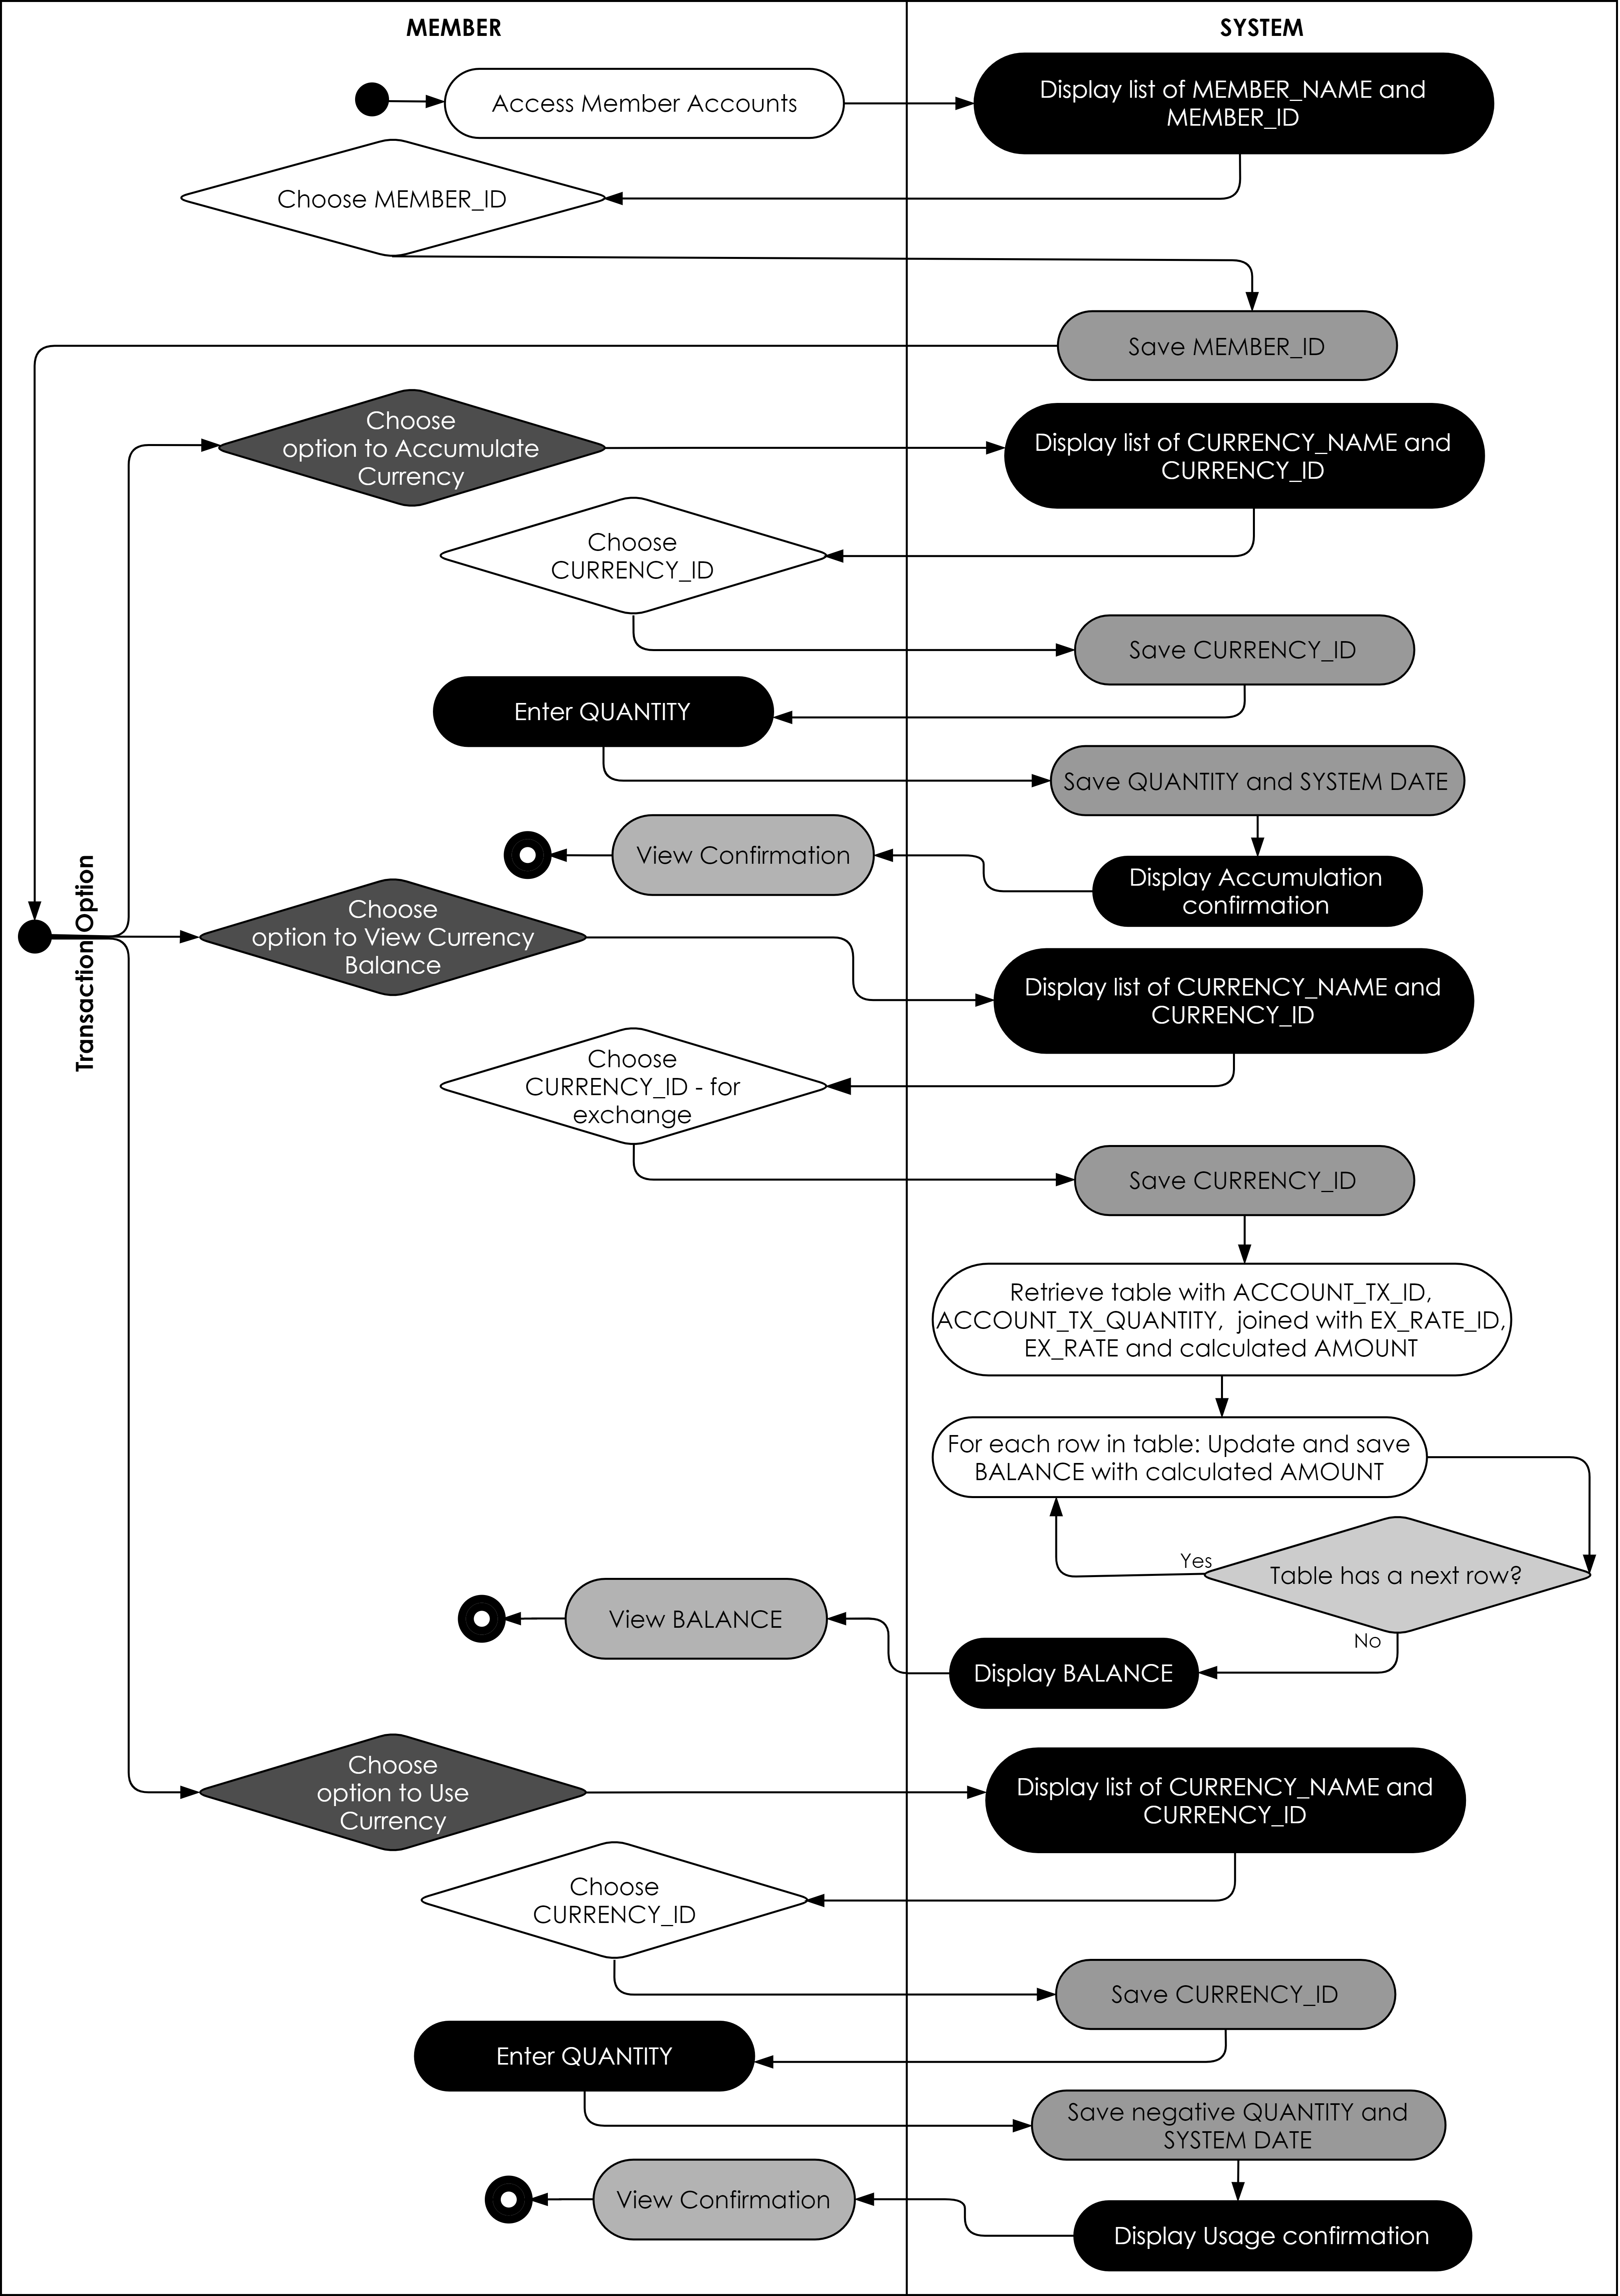 MEMBER
SYSTEM
Access Member Accounts
Display list of MEMBER_NAME and
MEMBER_ID
Choose MEMBER_ID
Save MEMBER_ID
Choose
option to Accumulate
Currency
Display list of CURRENCY_NAME and
CURRENCY_ID
Choose
CURRENCY_ID
Save CURRENCY_ID
Enter QUANTITY
Save QUANTITY and SYSTEM DATE
View Confirmation
Display Accumulation
confirmation
Transaction Option
Choose
option to View Currency
Balance
Display list of CURRENCY_NAME and
CURRENCY_ID
Choose
CURRENCY_ID - for
exchange
Save CURRENCY_ID
Retrieve table with ACCOUNT_TX_ID,
ACCOUNT_TX_QUANTITY,  joined with EX_RATE_ID,
EX_RATE and calculated AMOUNT
For each row in table: Update and save
BALANCE with calculated AMOUNT
Yes
Table has a next row?
No
View BALANCE
Display BALANCE
Choose
option to Use
Currency
Display list of CURRENCY_NAME and
CURRENCY_ID
Choose
CURRENCY_ID
Save CURRENCY_ID
Enter QUANTITY
Save negative QUANTITY and
SYSTEM DATE
View Confirmation
Display Usage confirmation